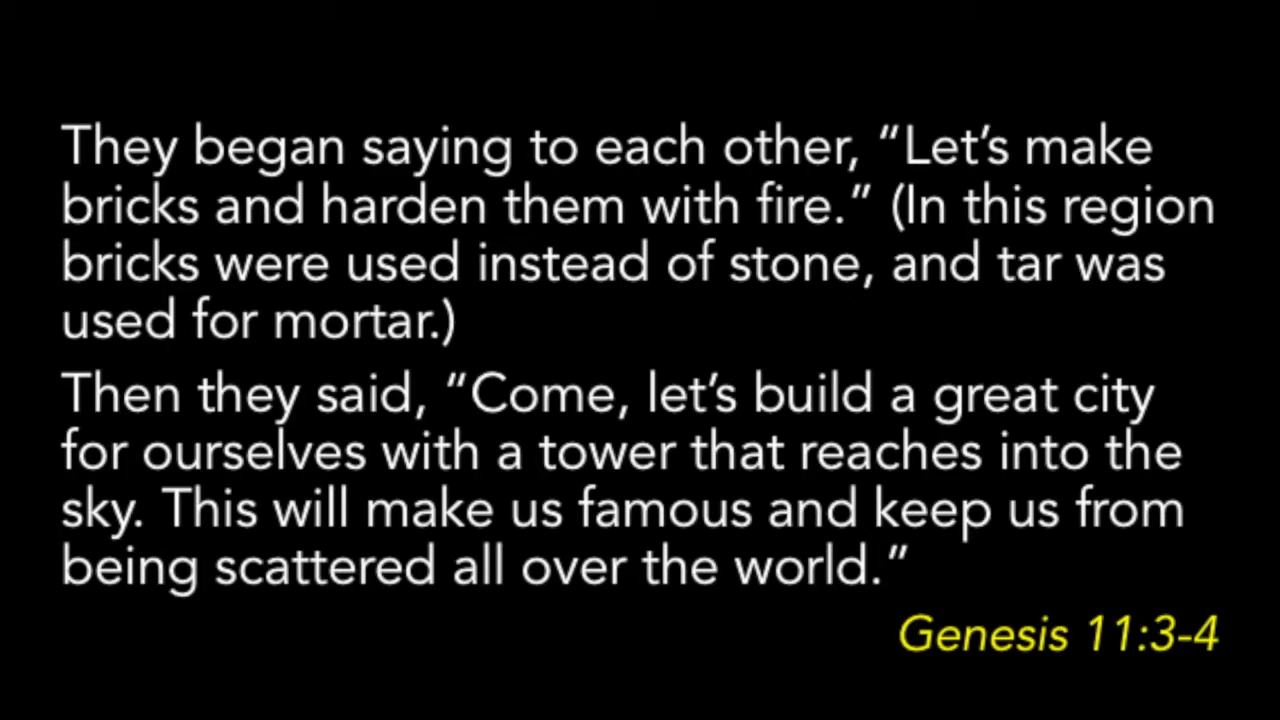 They began saying to each other, “Let’s make
bricks and harden them with fire.” (In this region
bricks were used instead of stone, and tar was
used for mortar.)
Then they said, “Come, let’s build a great city
for ourselves with a tower that reaches into the
sky. This will make us famous and keep us from
being scattered all over the world.”
Genesis 11:3-4